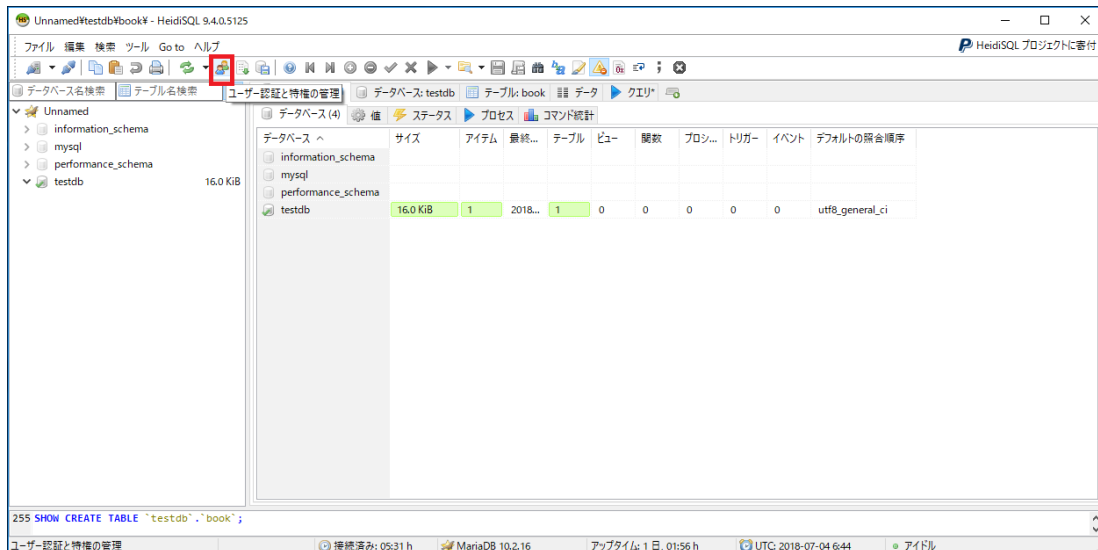 Unnamed¥testdb¥book¥ - HeidiSQL 9.4.0.5125
ファイル 編集 検索 ツール Go to ヘルプ HeidiSQL プロジェクトに寄付
データベース名検索 テーブル名検索 ユーザー認証と特権の管理 データベース: testdb テーブル: book データ クエリ*
Unnamed
information_schema
mysql
performance_schema
testdb 16.0 KiB
データベース (4) 値 ステータス プロセス コマンド統計
データベース サイズ アイテム 最終... テーブル ビュー 関数 プロシ... トリガー イベント デフォルトの照合順序
information_schema
mysql
performance_schema
testdb 16.0 KiB 1 2018... 1 0 0 0 0 0 utf8_general_ci
255 SHOW CREATE TABLE `testdb`.`book`;
ユーザー認証と特権の管理 接続済み: 05:31 h MariaDB 10.2.16 アップタイム: 1 日, 01:56 h UTC: 2018-07-04 6:44 アイドル